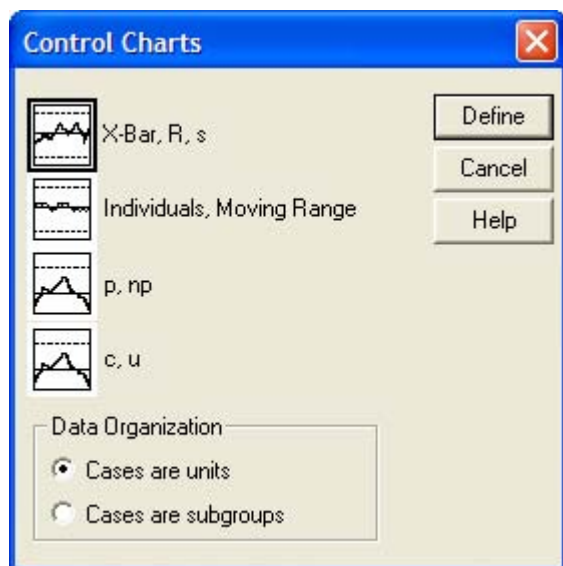 Control Charts
X-Bar, R, s
Individuals, Moving Range
p, np
c, u
Define
Cancel
Help
Data Organization
Cases are units
Cases are subgroups